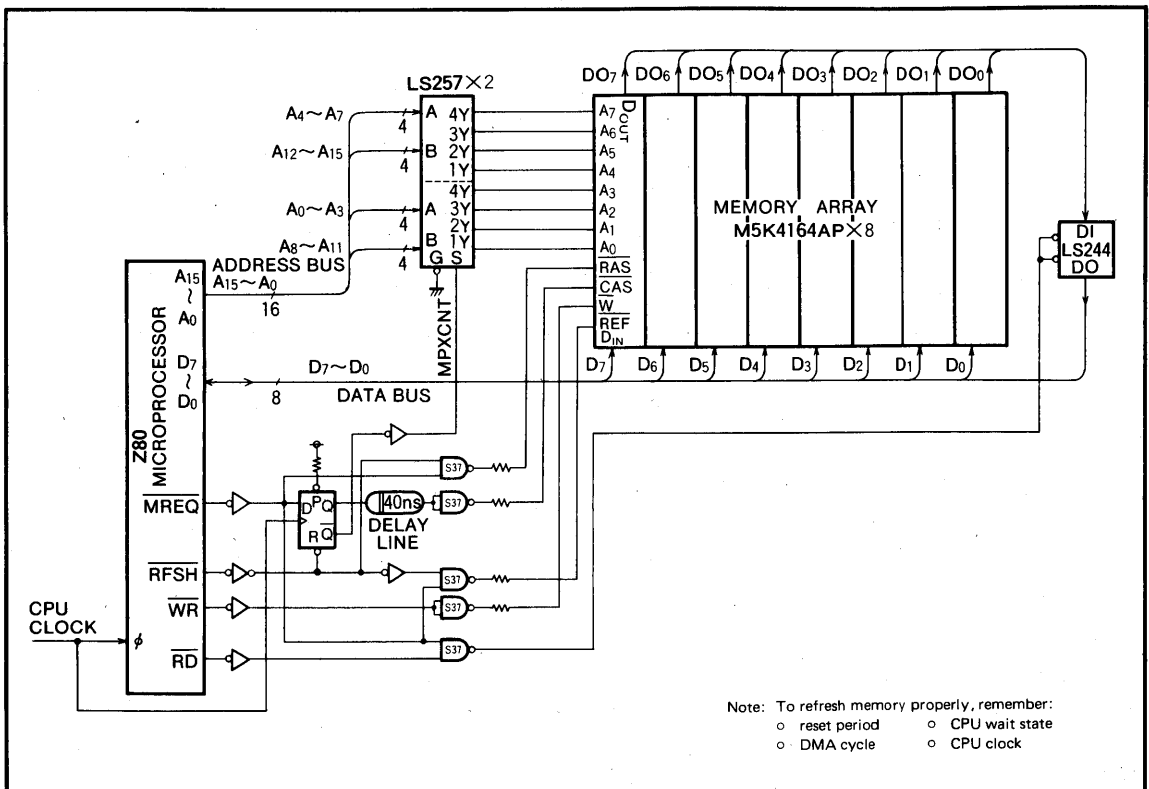 LS257×2
A4~A7
4
A12~A15
4
A0~A3
4
A8~A11
4
A 4Y
3Y
B 2Y
1Y
4Y
A 3Y
2Y
B 1Y
G S
MPXCNT
DO7 DO6 DO5 DO4 DO3 DO2 DO1 DO0
DOUT
A7
A6
A5
A4
A3
A2
A1
A0
RAS
CAS
W
REF
DIN
MEMORY ARRAY
M5K4164AP×8
DI
LS244
DO
D7 D6 D5 D4 D3 D2 D1 D0
ADDRESS BUS
A15~A0
16
D7~D0
8
DATA BUS
Z80
MICROPROCESSOR
A15
~
A0
D7
~
D0
MREQ
RFSH
WR
RD
ϕ
CPU
CLOCK
D P Q
R Q
40ns
DELAY
LINE
S37
S37
S37
S37
S37
Note: To refresh memory properly, remember:
○ reset period ○ CPU wait state
○ DMA cycle ○ CPU clock